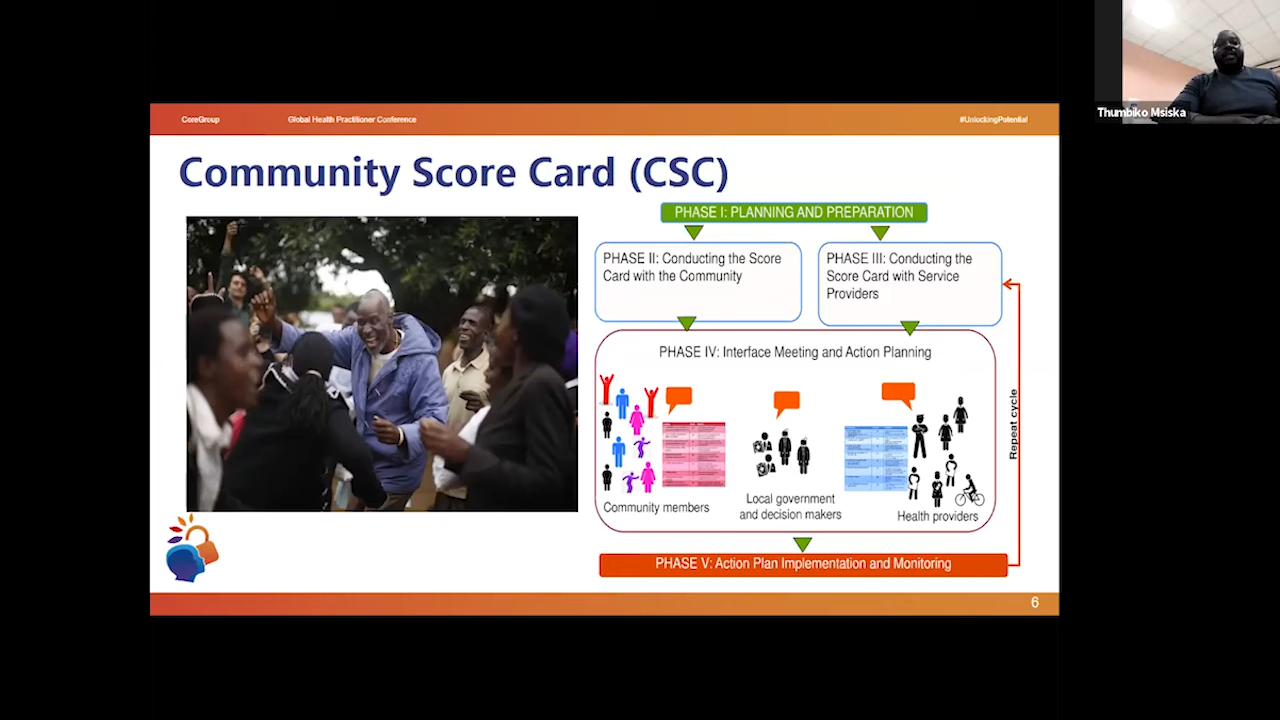 CoreGroup
Global Health Practitioner Conference
#UnlockingPotential
Thumbiko Msiska
Community Score Card (CSC)
PHASE I: PLANNING AND PREPARATION
PHASE II: Conducting the Score
Card with the Community
PHASE III: Conducting the
Score Card with Service
Providers
PHASE IV: Interface Meeting and Action Planning
Community members
Local government
and decision makers
Health providers
Repeat cycle
PHASE V: Action Plan Implementation and Monitoring
6